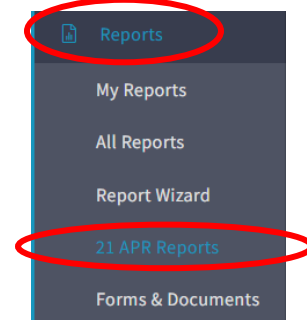 Reports
My Reports
All Reports
Report Wizard
21 APR Reports
Forms & Documents